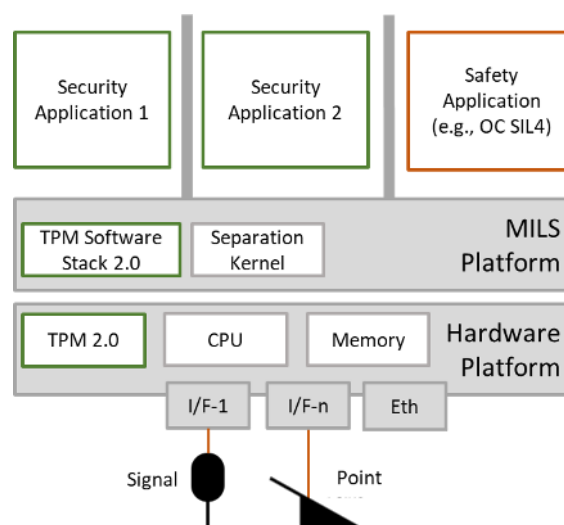 Security
Application 1
Security
Application 2
Safety
Application
(e.g., OC SIL4)
TPM Software
Stack 2.0
Separation
Kernel
MILS
Platform
TPM 2.0
CPU
Memory
Hardware
Platform
I/F-1
I/F-n
Eth
Signal
Point